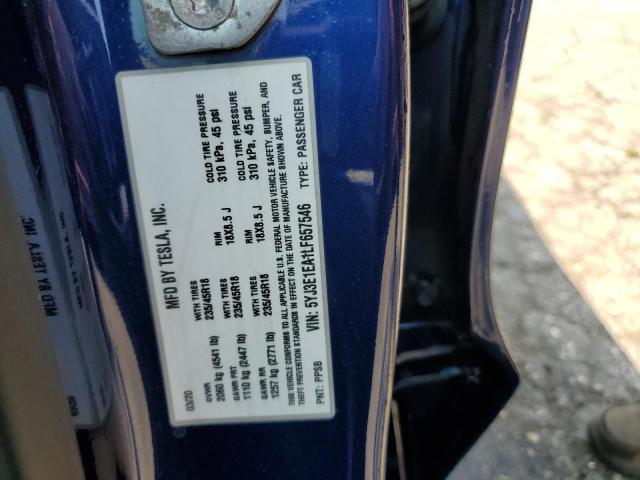 MFD BY TESLA, INC.
03/20
GVWR WITH TIRES RIM COLD TIRE PRESSURE
2060 kg (4541 lb) 235/45R18 18X8.5 J 310 kPa, 45 psi
GAWR FRT WITH TIRES RIM COLD TIRE PRESSURE
1110 kg (2447 lb) 235/45R18 18X8.5 J 310 kPa, 45 psi
GAWR RR WITH TIRES
1257 kg (2771 lb) 235/45R18 18X8.5 J
THIS VEHICLE CONFORMS TO ALL APPLICABLE U.S. FEDERAL MOTOR VEHICLE SAFETY, BUMPER, AND
THEFT PREVENTION STANDARDS IN EFFECT ON THE DATE OF MANUFACTURE SHOWN ABOVE.
VIN: 5YJ3E1EA1LF657546
PNT: PPSB TYPE: PASSENGER CAR